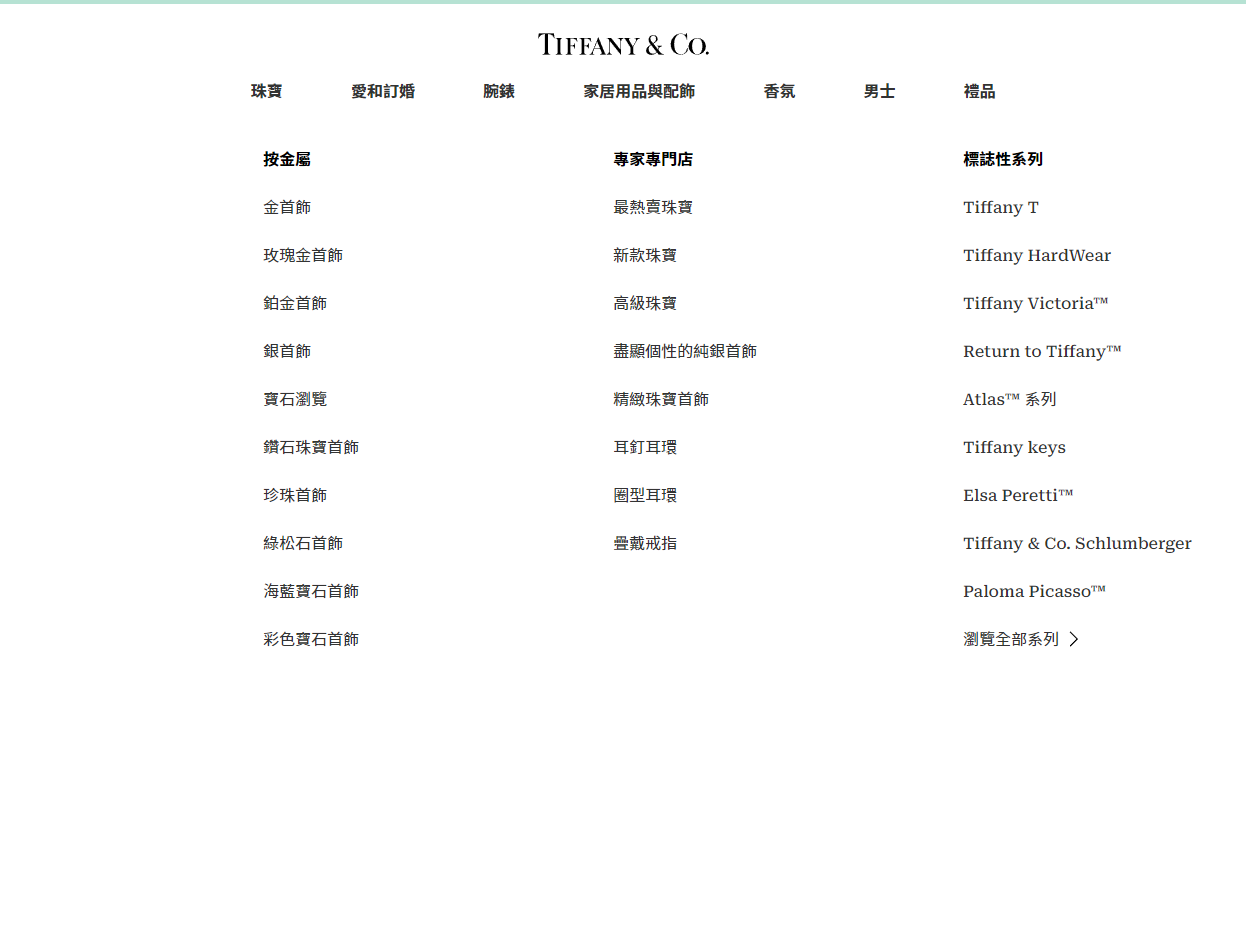 TIFFANY & CO.
珠寶 愛和訂婚 腕錶 家居用品與配飾 香氛 男士 禮品
按金屬
金首飾
玫瑰金首飾
鉑金首飾
銀首飾
寶石瀏覽
鑽石珠寶首飾
珍珠首飾
綠松石首飾
海藍寶石首飾
彩色寶石首飾
專家專門店
最熱賣珠寶
新款珠寶
高級珠寶
盡顯個性的純銀首飾
精緻珠寶首飾
耳釘耳環
圈型耳環
疊戴戒指
標誌性系列
Tiffany T
Tiffany HardWear
Tiffany Victoria™
Return to Tiffany™
Atlas™ 系列
Tiffany keys
Elsa Peretti™
Tiffany & Co. Schlumberger
Paloma Picasso™
瀏覽全部系列